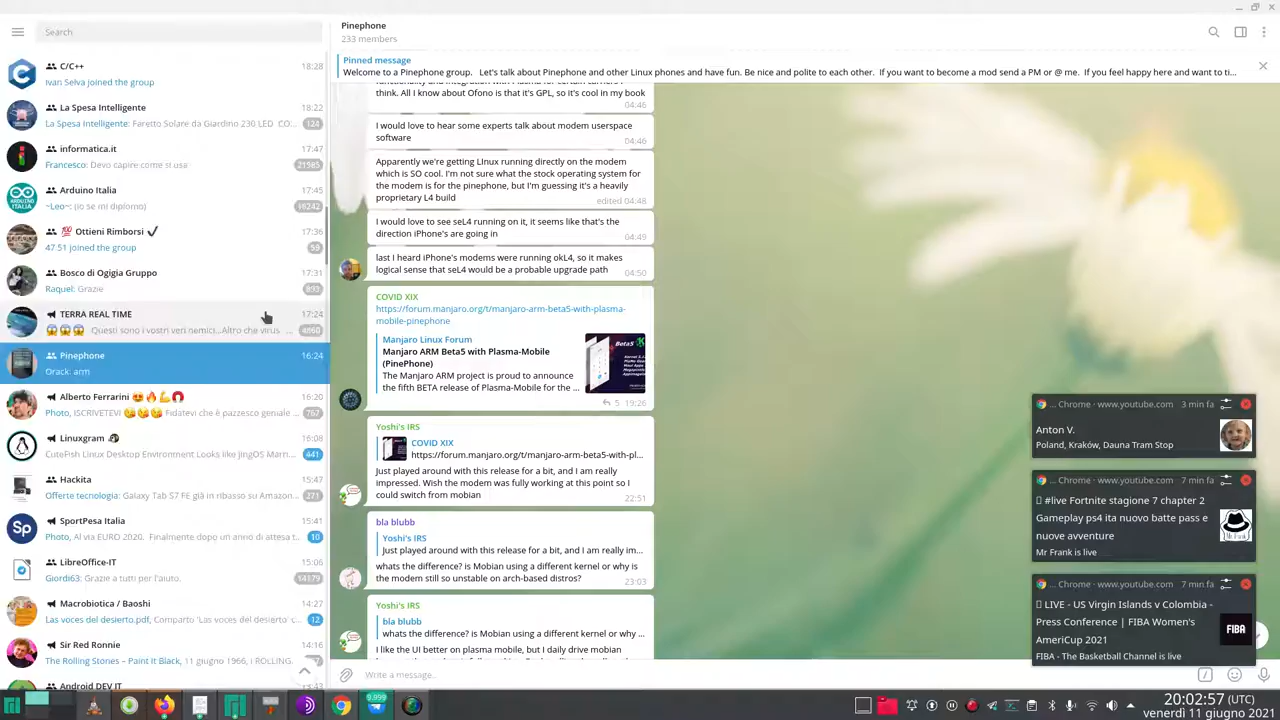 Search
C/C++ 18:28
Ivan Selva joined the group
La Spesa Intelligente 18:22
La Spesa Intelligente: Faretto Solare da Giardino 230 LED CO... 124
informatica.it 17:47
Francesco: Devo capire come si usa 21585
Arduino Italia 17:45
~Leo~: (io se mi diplomo) 16242
💯 Ottieni Rimborsi ✔ 17:36
47 51 joined the group 59
Bosco di Ogigia Gruppo 17:31
Raquel: Grazie 893
TERRA REAL TIME 17:24
😱😱😱 Questi sono i vostri veri nemici...Altro che virus ...
Pinephone 16:24
Orack: arm
Alberto Ferrarini 😍🔥💪🧲 16:20
Photo, ISCRIVETEVI 😘😘😘 Fidatevi che è pazzesco geniale ... 767
Linuxgram 16:08
CuteFish Linux Desktop Environment Looks like JingOS Marri... 441
Hackita 15:47
Offerte tecnologia: Galaxy Tab S7 FE già in ribasso su Amazon... 271
SportPesa Italia 15:41
Photo, Al via EURO 2020. Finalmente dopo un anno di attesa t... 10
LibreOffice-IT 15:06
Giordi63: Grazie a tutti per l'aiuto. 14179
Macrobiotica / Baoshi 14:27
Las voces del desierto.pdf, Comparto 'Las voces del desierto' c... 12
Sir Red Ronnie 14:16
The Rolling Stones – Paint It Black, 11 giugno 1966, i ROLLING...
Android DEV IT 13:43
Pinephone
233 members
Pinned message
Welcome to a Pinephone group. Let's talk about Pinephone and other Linux phones and have fun. Be nice and polite to each other. If you want to become a mod send a PM or @ me. If you feel happy here and want to ti...
think. All I know about Ofono is that it's GPL, so it's cool in my book
04:46
I would love to hear some experts talk about modem userspace
software 04:46
Apparently we're getting LInux running directly on the modem
which is SO cool. I'm not sure what the stock operating system for
the modem is for the pinephone, but I'm guessing it's a heavily
proprietary L4 build edited 04:48
I would love to see seL4 running on it, it seems like that's the
direction iPhone's are going in 04:49
last I heard iPhone's modems were running okL4, so it makes
logical sense that seL4 would be a probable upgrade path 04:50
COVID XIX
https://forum.manjaro.org/t/manjaro-arm-beta5-with-plasma-
mobile-pinephone
Manjaro Linux Forum
Manjaro ARM Beta5 with Plasma-Mobile
(PinePhone)
The Manjaro ARM project is proud to announce
the fifth BETA release of Plasma-Mobile for the ...
5 19:26
Yoshi's IRS
COVID XIX
https://forum.manjaro.org/t/manjaro-arm-beta5-with-pl...
Just played around with this release for a bit, and I am really
impressed. Wish the modem was fully working at this point so I
could switch from mobian 22:51
bla blubb
Yoshi's IRS
Just played around with this release for a bit, and I am really im...
whats the difference? is Mobian using a different kernel or why is
the modem still so unstable on arch-based distros? 23:03
Yoshi's IRS
bla blubb
whats the difference? is Mobian using a different kernel or why ...
I like the UI better on plasma mobile, but I daily drive mobian
Write a message...
... Chrome · www.youtube.com 3 min fa
Anton V.
Poland, Kraków, Dauna Tram Stop
... Chrome · www.youtube.com 7 min fa
#live Fortnite stagione 7 chapter 2
Gameplay ps4 ita nuovo batte pass e
nuove avventure
Mr Frank is live
... Chrome · www.youtube.com 7 min fa
LIVE - US Virgin Islands v Colombia -
Press Conference | FIBA Women's
AmeriCup 2021
FIBA - The Basketball Channel is live
FIBA
9.999
20:02:57 (UTC)
venerdì 11 giugno 2021